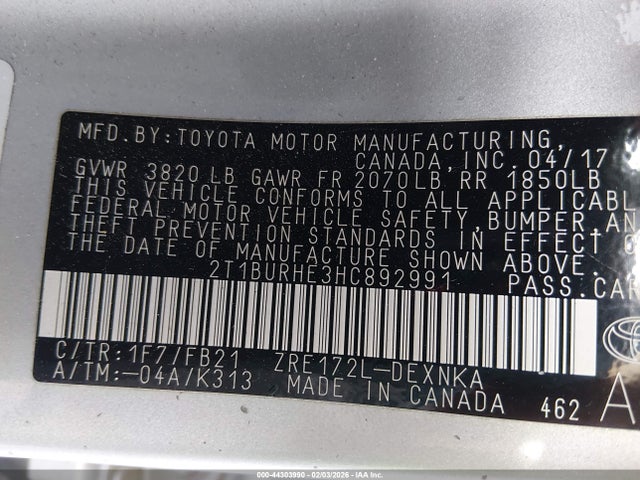 MFD.BY:TOYOTA MOTOR MANUFACTURING,
CANADA,INC. 04/17
GVWR 3820 LB GAWR FR 2070LB RR 1850LB
THIS VEHICLE CONFORMS TO ALL APPLICABL
FEDERAL MOTOR VEHICLE SAFETY,BUMPER,AN
THEFT PREVENTION STANDARDS IN EFFECT O
THE DATE OF MANUFACTURE SHOWN ABOVE.
2T1BURHE3HC892991 PASS.CAR
C/TR:1F7/FB21 ZRE172L-DEXNKA
A/TM:-04A/K313 MADE IN CANADA 462 A
000-44303990 - 02/03/2026 - IAA, Inc.